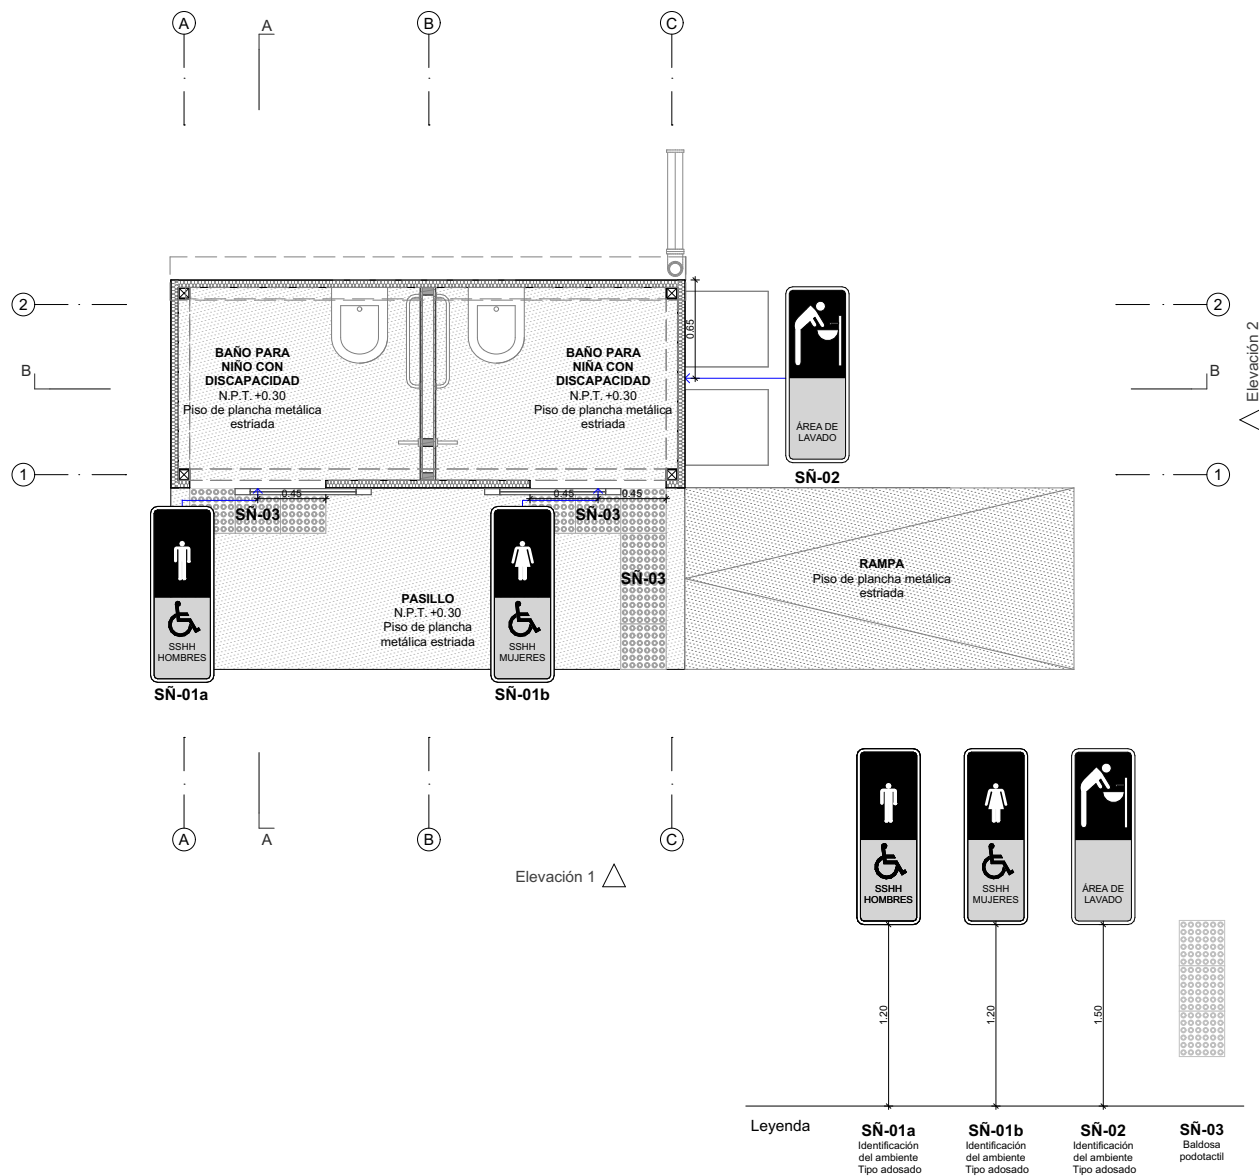 A
A
B
C
2
2
0.65
Elevación 2
B
B
BAÑO PARA
NIÑO CON
DISCAPACIDAD
N.P.T. +0.30
Piso de plancha metálica
estriada
BAÑO PARA
NIÑA CON
DISCAPACIDAD
N.P.T. +0.30
Piso de plancha metálica
estriada
ÁREA DE
LAVADO
SÑ-02
1
1
0.45
0.45
0.45
SÑ-03
SÑ-03
SÑ-03
RAMPA
Piso de plancha metálica
estriada
PASILLO
N.P.T. +0.30
Piso de plancha
metálica estriada
SSHH
HOMBRES
SÑ-01a
SSHH
MUJERES
SÑ-01b
A
A
B
C
Elevación 1
SSHH
HOMBRES
SSHH
MUJERES
ÁREA DE
LAVADO
1.20
1.20
1.50
Leyenda
SÑ-01a
Identificación
del ambiente
Tipo adosado
SÑ-01b
Identificación
del ambiente
Tipo adosado
SÑ-02
Identificación
del ambiente
Tipo adosado
SÑ-03
Baldosa
podotactil